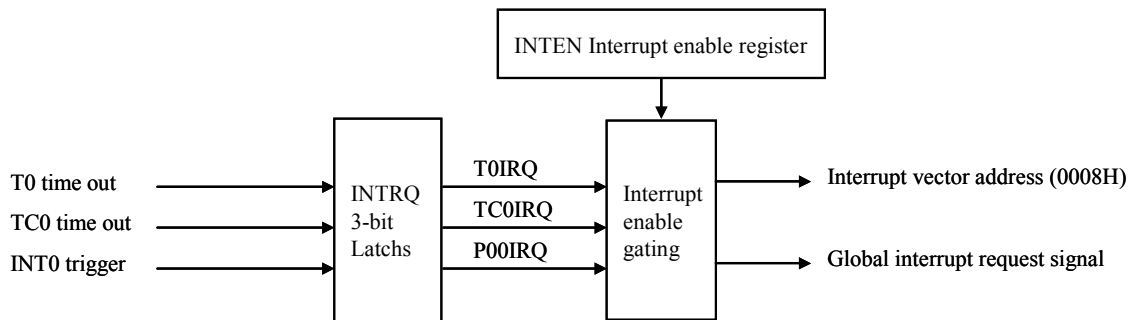 INTEN Interrupt enable register
T0 time out
TC0 time out
INT0 trigger
INTRQ
3-bit
Latchs
T0IRQ
TC0IRQ
P00IRQ
Interrupt
enable
gating
Interrupt vector address (0008H)
Global interrupt request signal